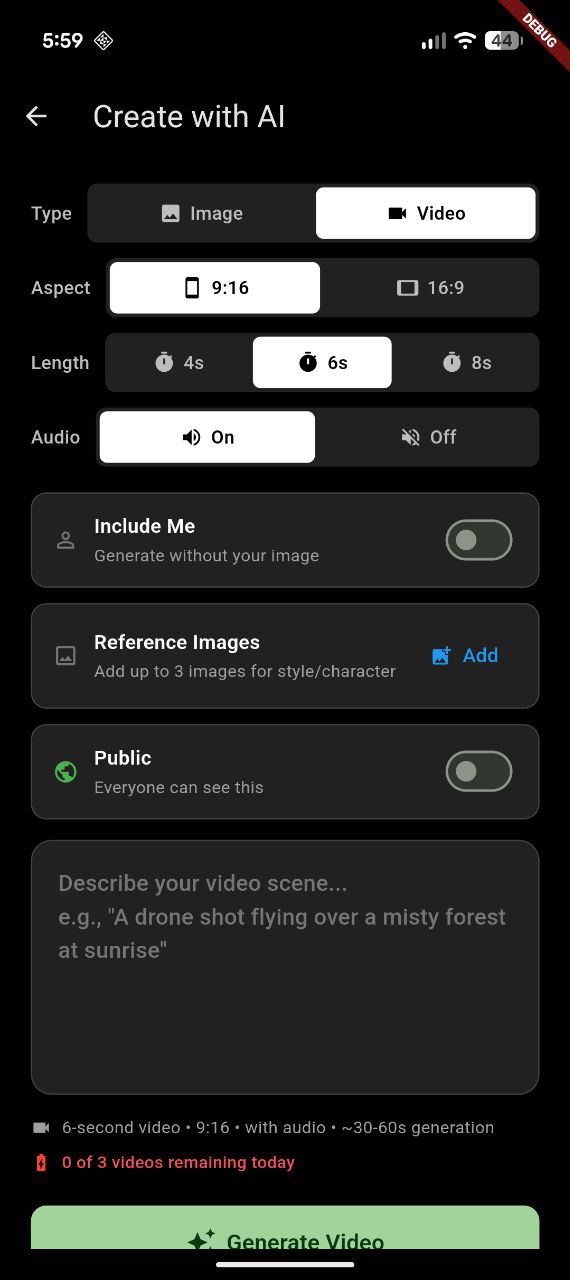 5:59
44
DEBUG
Create with AI
Type Image Video
Aspect 9:16 16:9
Length 4s 6s 8s
Audio On Off
Include Me
Generate without your image
Reference Images
Add up to 3 images for style/character
Add
Public
Everyone can see this
Describe your video scene...
e.g., "A drone shot flying over a misty forest
at sunrise"
6-second video • 9:16 • with audio • ~30-60s generation
0 of 3 videos remaining today
Generate Video